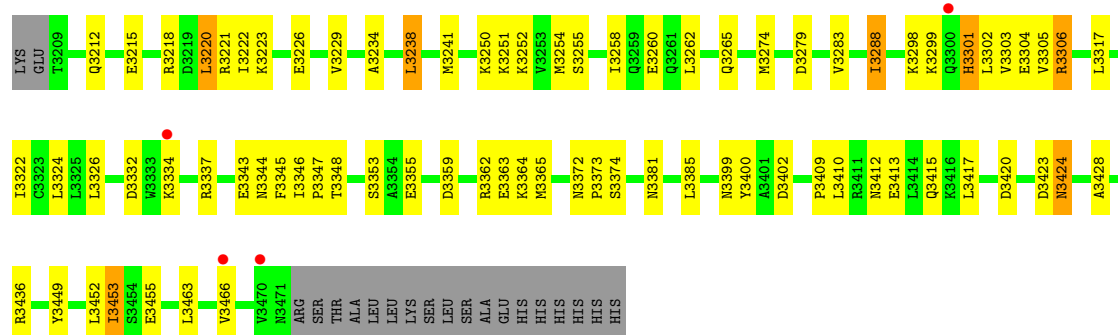 LYS GLU T3209 Q3212 E3215 R3218 D3219 L3220 R3221 I3222 K3223 E3226 V3229 A3234 L3238 M3241 K3250 K3251 K3252 V3253 M3254 S3255 I3258 Q3259 E3260 Q3261 L3262 Q3265 M3274 D3279 V3283 I3288 K3298 K3299 Q3300 H3301 L3302 V3303 E3304 V3305 R3306 L3317
I3322 C3323 L3324 L3325 L3326 D3332 W3333 K3334 R3337 E3343 N3344 F3345 I3346 P3347 T3348 S3353 A3354 E3355 D3359 R3362 E3363 K3364 M3365 N3372 P3373 S3374 N3381 L3385 N3399 Y3400 A3401 D3402 P3409 L3410 R3411 N3412 E3413 L3414 Q3415 K3416 L3417 D3420 D3423 N3424 A3428
R3436 Y3449 L3452 I3453 S3454 E3455 L3463 V3466 V3470 N3471 ARG SER THR ALA LEU LEU LYS SER LEU SER ALA GLU HIS HIS HIS HIS HIS HIS